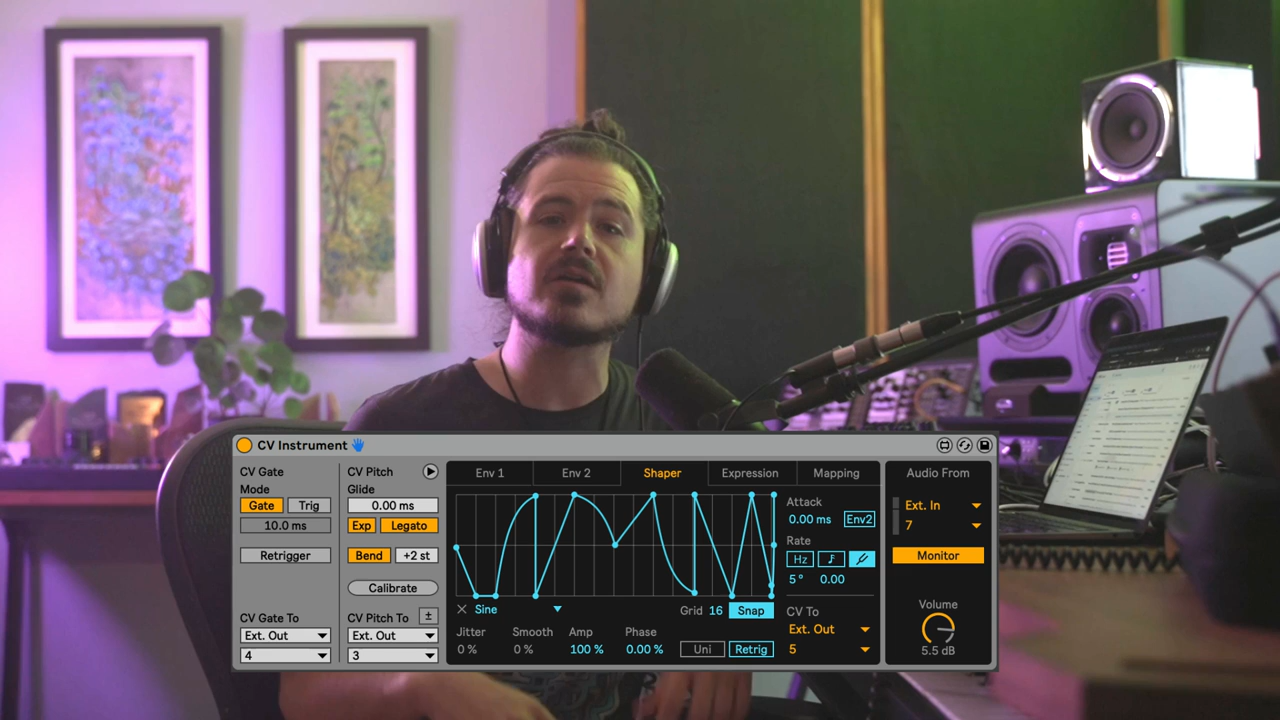 CV Instrument
CV Gate
Mode
Gate Trig
10.0 ms
Retrigger
CV Gate To
Ext. Out
4
CV Pitch
Glide
0.00 ms
Exp Legato
Bend +2 st
Calibrate
CV Pitch To ±
Ext. Out
3
Env 1 Env 2 Shaper Expression Mapping
Sine
Grid 16 Snap
Jitter Smooth Amp Phase
0 % 0 % 100 % 0.00 % Uni Retrig
Attack
0.00 ms Env2
Rate
Hz
5° 0.00
CV To
Ext. Out
5
Audio From
Ext. In
7
Monitor
Volume
5.5 dB